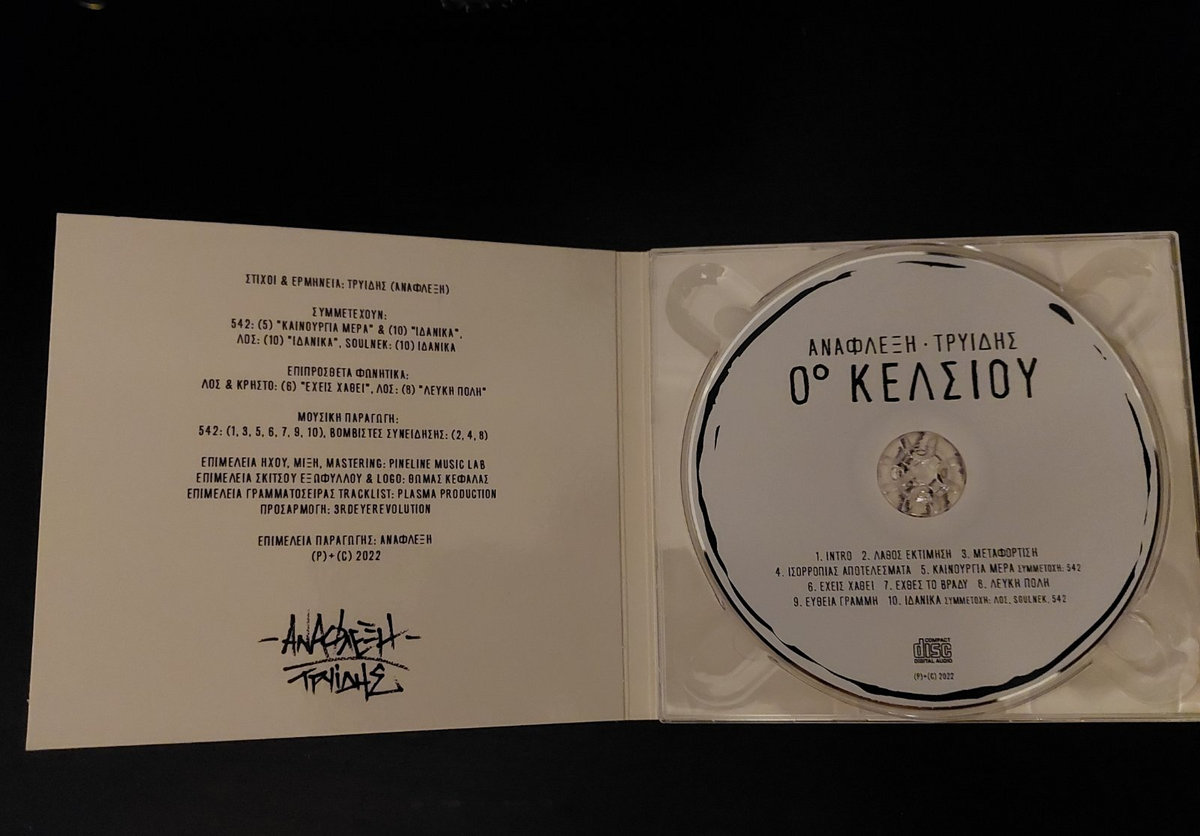 ΣΤΙΧΟΙ & ΕΡΜΗΝΕΙΑ: ΤΡΥΙΔΗΣ (ΑΝΑΦΛΕΞΗ)
ΣΥΜΜΕΤΕΧΟΥΝ:
542: (5) "ΚΑΙΝΟΥΡΓΙΑ ΜΕΡΑ" & (10) "ΙΔΑΝΙΚΑ",
ΛΟΣ: (10) "ΙΔΑΝΙΚΑ", SOULNEK: (10) ΙΔΑΝΙΚΑ
ΕΠΙΠΡΟΣΘΕΤΑ ΦΩΝΗΤΙΚΑ:
ΛΟΣ & ΚΡΗΣΤΟ: (6) "ΕΧΕΙΣ ΧΑΘΕΙ", ΛΟΣ: (8) "ΛΕΥΚΗ ΠΟΛΗ"
ΜΟΥΣΙΚΗ ΠΑΡΑΓΩΓΗ:
542: (1, 3, 5, 6, 7, 9, 10), ΒΟΜΒΙΣΤΕΣ ΣΥΝΕΙΔΗΣΗΣ: (2, 4, 8)
ΕΠΙΜΕΛΕΙΑ ΗΧΟΥ, ΜΙΞΗ, MASTERING: PINELINE MUSIC LAB
ΕΠΙΜΕΛΕΙΑ ΣΚΙΤΣΟΥ ΕΞΩΦΥΛΛΟΥ & LOGO: ΘΩΜΑΣ ΚΕΦΑΛΑΣ
ΕΠΙΜΕΛΕΙΑ ΓΡΑΜΜΑΤΟΣΕΙΡΑΣ TRACKLIST: PLASMA PRODUCTION
ΠΡΟΣΑΡΜΟΓΗ: 3RDEYEREVOLUTION
ΕΠΙΜΕΛΕΙΑ ΠΑΡΑΓΩΓΗΣ: ΑΝΑΦΛΕΞΗ
(P)+(C) 2022
-ΑΝΑΦΛΕΞΗ-
ΤΡΥΙΔΗΣ
ΑΝΑΦΛΕΞΗ · ΤΡΥΙΔΗΣ
0° ΚΕΛΣΙΟΥ
1. INTRO 2. ΛΑΘΟΣ ΕΚΤΙΜΗΣΗ 3. ΜΕΤΑΦΟΡΤΙΣΗ
4. ΙΣΟΡΡΟΠΙΑΣ ΑΠΟΤΕΛΕΣΜΑΤΑ 5. ΚΑΙΝΟΥΡΓΙΑ ΜΕΡΑ ΣΥΜΜΕΤΟΧΗ: 542
6. ΕΧΕΙΣ ΧΑΘΕΙ 7. ΕΧΘΕΣ ΤΟ ΒΡΑΔΥ 8. ΛΕΥΚΗ ΠΟΛΗ
9. ΕΥΘΕΙΑ ΓΡΑΜΜΗ 10. ΙΔΑΝΙΚΑ ΣΥΜΜΕΤΟΧΗ: ΛΟΣ, SOULNEK, 542
COMPACT
disc
DIGITAL AUDIO
(P)+(C) 2022